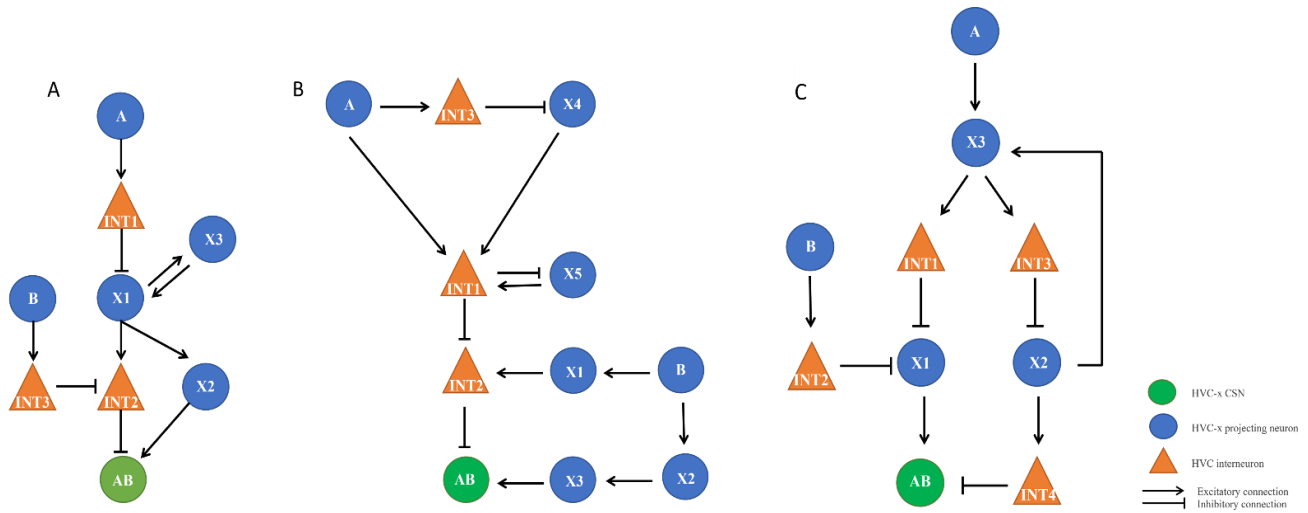 A
A
INT1
X3
B
X1
INT3
INT2
X2
AB
B
A
INT3
X4
INT1
X5
INT2
X1
B
AB
X3
X2
C
A
X3
B
INT1
INT3
INT2
X1
X2
AB
INT4
HVC-x CSN
HVC-x projecting neuron
HVC interneuron
Excitatory connection
Inhibitory connection